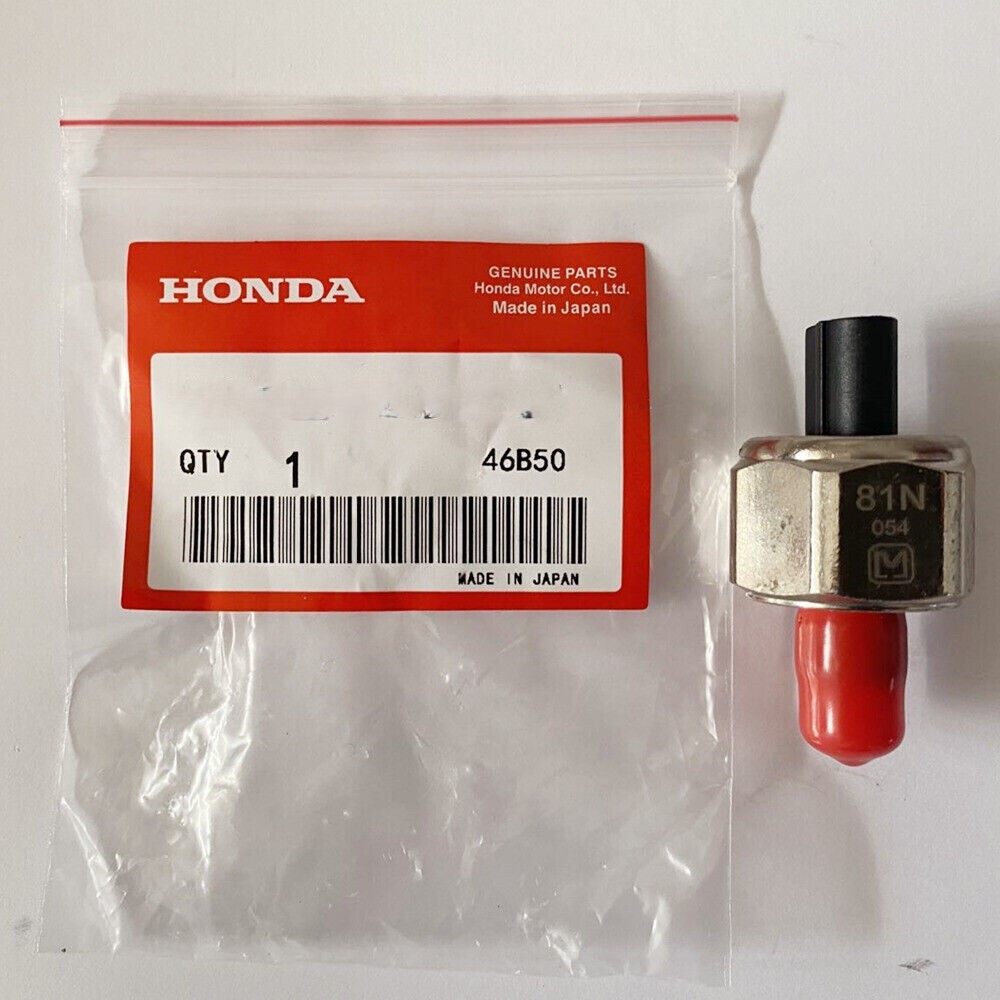 HONDA
GENUINE PARTS
Honda Motor Co., Ltd.
Made in Japan
QTY 1 46B50
MADE IN JAPAN
81N
054
M